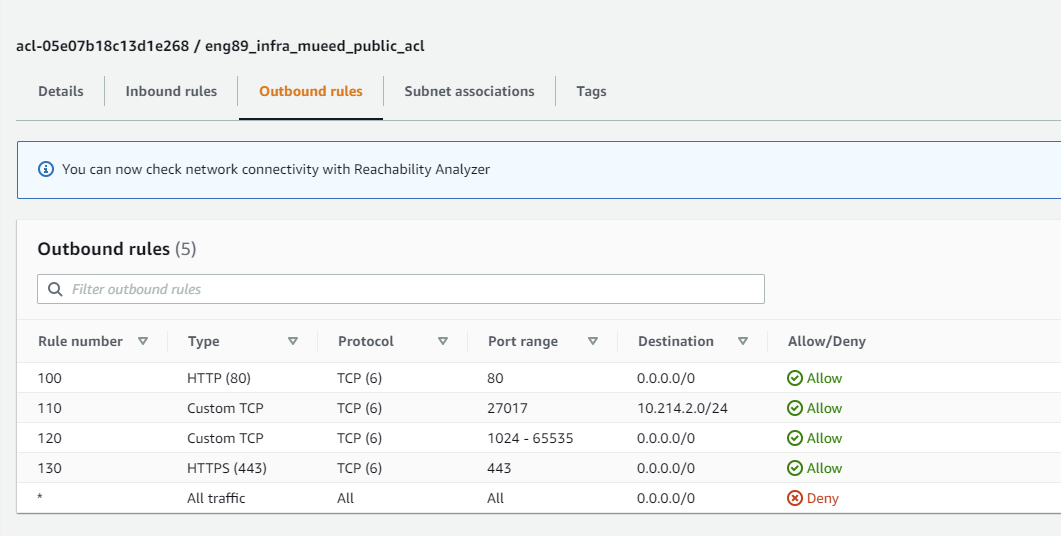 acl-05e07b18c13d1e268 / eng89_infra_mueed_public_acl
Details Inbound rules Outbound rules Subnet associations Tags
You can now check network connectivity with Reachability Analyzer
Outbound rules (5)
Filter outbound rules
Rule number Type Protocol Port range Destination Allow/Deny
100 HTTP (80) TCP (6) 80 0.0.0.0/0 Allow
110 Custom TCP TCP (6) 27017 10.214.2.0/24 Allow
120 Custom TCP TCP (6) 1024 - 65535 0.0.0.0/0 Allow
130 HTTPS (443) TCP (6) 443 0.0.0.0/0 Allow
* All traffic All All 0.0.0.0/0 Deny